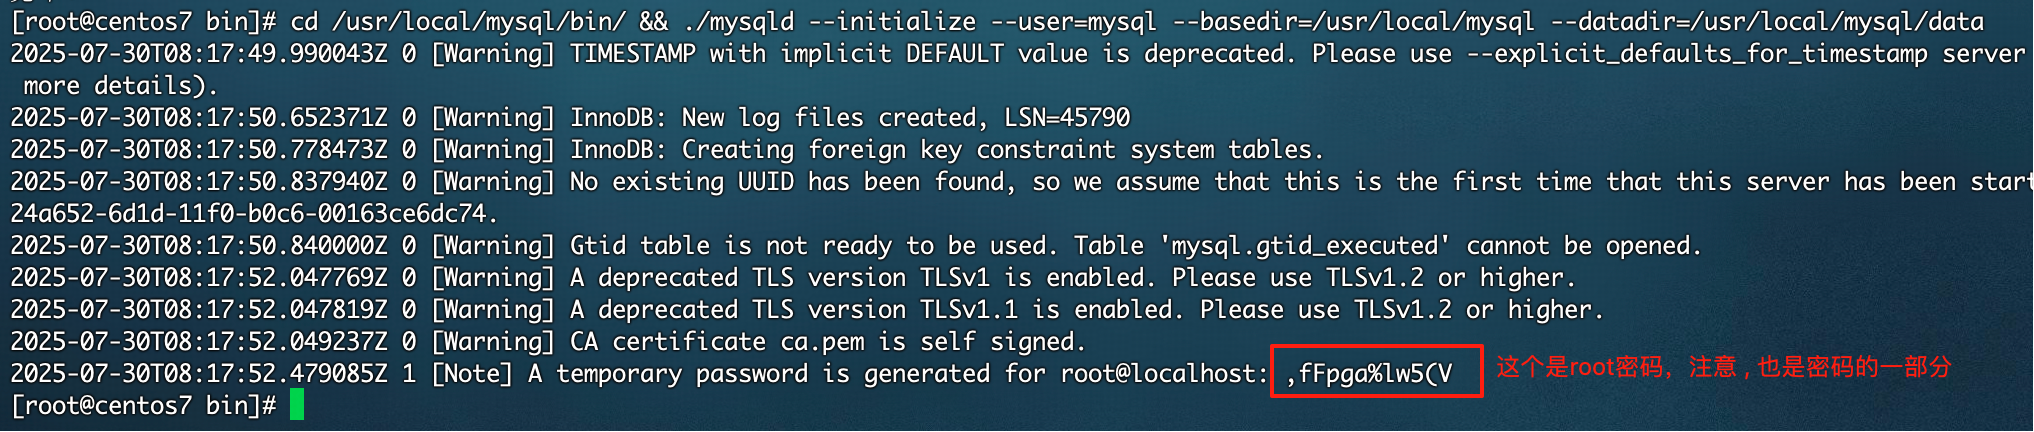 [root@centos7 bin]# cd /usr/local/mysql/bin/ && ./mysqld --initialize --user=mysql --basedir=/usr/local/mysql --datadir=/usr/local/mysql/data
2025-07-30T08:17:49.990043Z 0 [Warning] TIMESTAMP with implicit DEFAULT value is deprecated. Please use --explicit_defaults_for_timestamp server
more details).
2025-07-30T08:17:50.652371Z 0 [Warning] InnoDB: New log files created, LSN=45790
2025-07-30T08:17:50.778473Z 0 [Warning] InnoDB: Creating foreign key constraint system tables.
2025-07-30T08:17:50.837940Z 0 [Warning] No existing UUID has been found, so we assume that this is the first time that this server has been start
24a652-6d1d-11f0-b0c6-00163ce6dc74.
2025-07-30T08:17:50.840000Z 0 [Warning] Gtid table is not ready to be used. Table 'mysql.gtid_executed' cannot be opened.
2025-07-30T08:17:52.047769Z 0 [Warning] A deprecated TLS version TLSv1 is enabled. Please use TLSv1.2 or higher.
2025-07-30T08:17:52.047819Z 0 [Warning] A deprecated TLS version TLSv1.1 is enabled. Please use TLSv1.2 or higher.
2025-07-30T08:17:52.049237Z 0 [Warning] CA certificate ca.pem is self signed.
2025-07-30T08:17:52.479085Z 1 [Note] A temporary password is generated for root@localhost: ,fFpga%lw5(V 这个是root密码，注意 , 也是密码的一部分
[root@centos7 bin]#